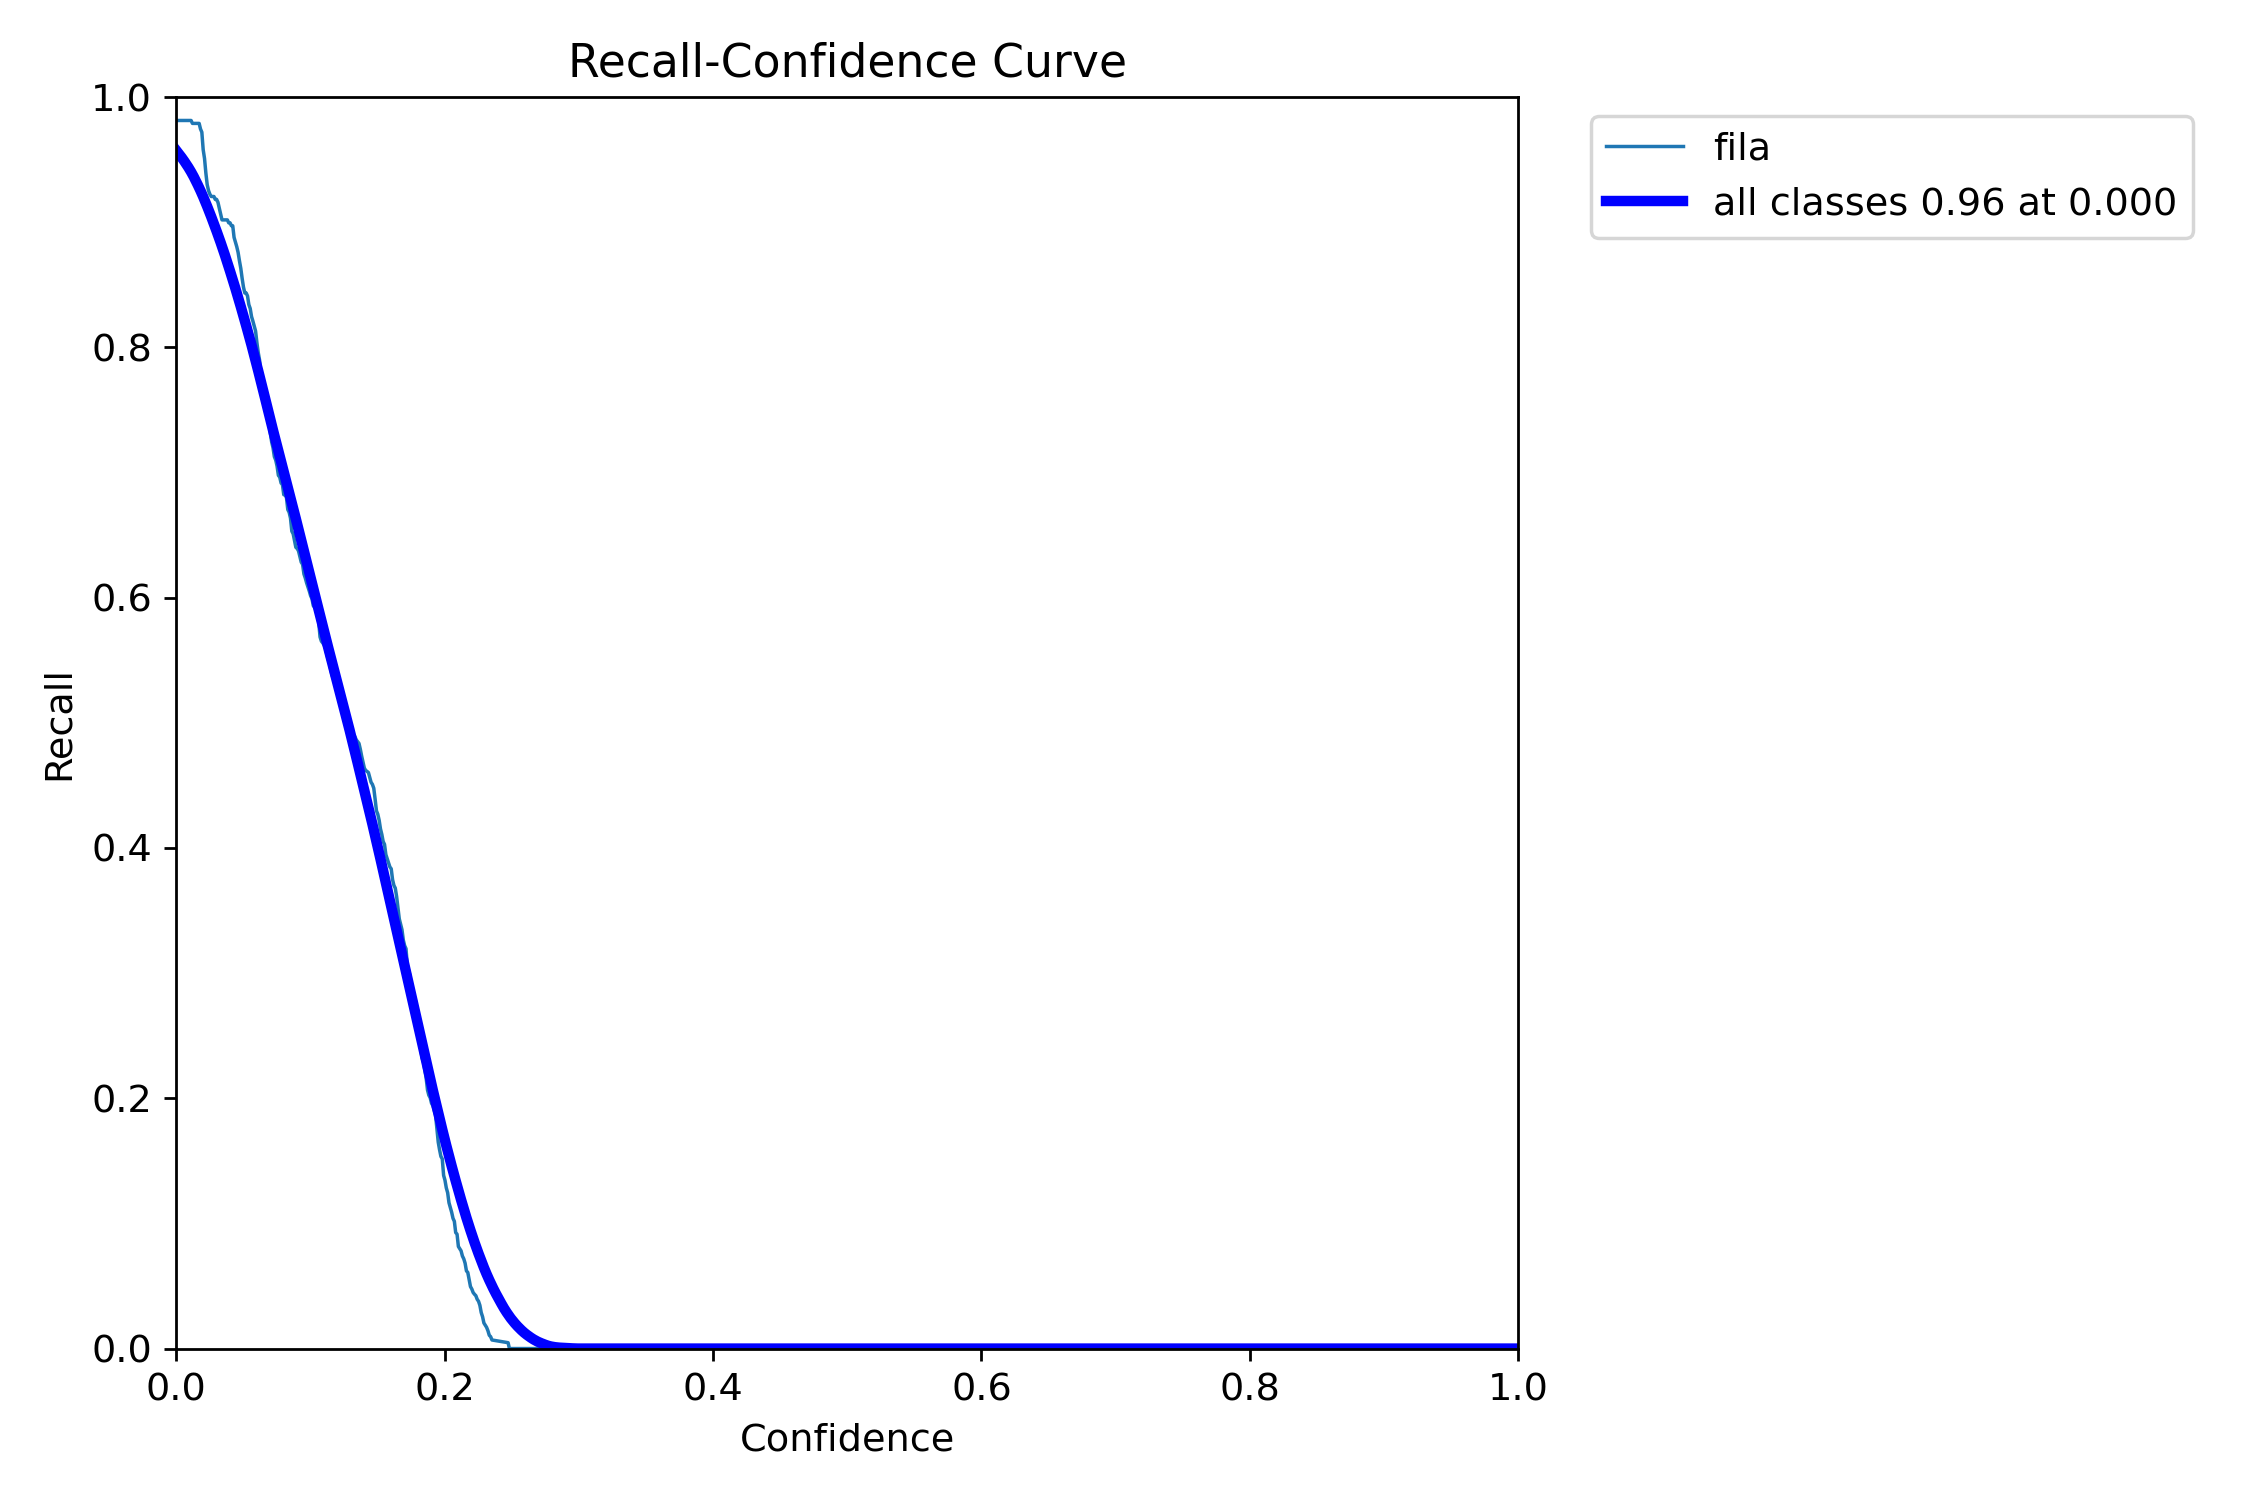 Recall-Confidence Curve
1.0
0.8
0.6
0.4
0.2
0.0
Recall
0.0 0.2 0.4 0.6 0.8 1.0
Confidence
fila
all classes 0.96 at 0.000